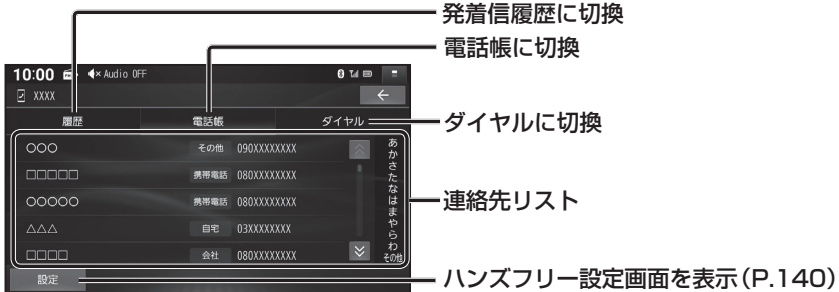 発着信履歴に切換
電話帳に切換
10:00 Audio OFF
XXXX
履歴 電話帳 ダイヤル
ダイヤルに切換
○○○ その他 090XXXXXXXX
□□□□□ 携帯電話 080XXXXXXXX
○○○○○ 携帯電話 080XXXXXXXX
△△△ 自宅 03XXXXXXXX
□□□□ 会社 080XXXXXXXX
あ
か
さ
た
な
は
ま
や
ら
わ
その他
連絡先リスト
設定
ハンズフリー設定画面を表示(P.140)